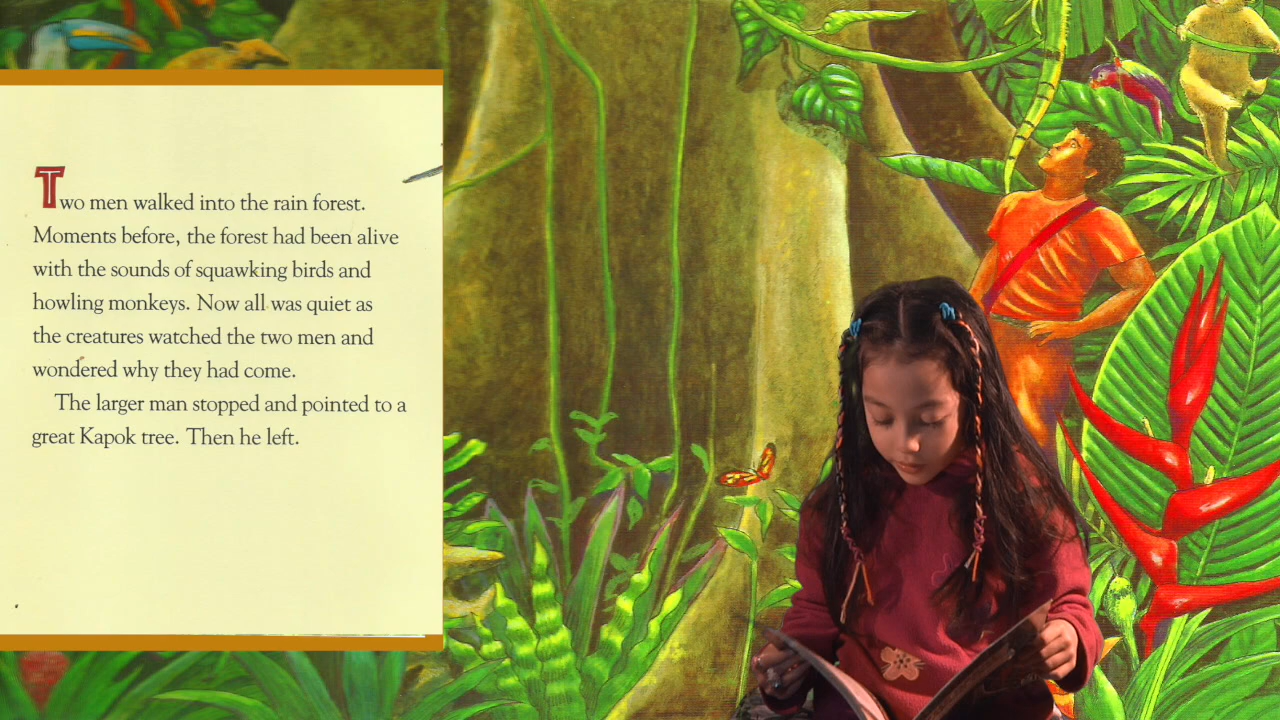 Two men walked into the rain forest.
Moments before, the forest had been alive
with the sounds of squawking birds and
howling monkeys. Now all was quiet as
the creatures watched the two men and
wondered why they had come.
The larger man stopped and pointed to a
great Kapok tree. Then he left.